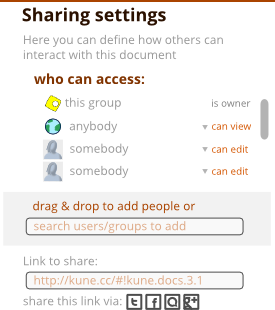 Sharing settings
Here you can define how others can
interact with this document
who can access:
this group is owner
anybody can view
somebody can edit
somebody can edit
drag & drop to add people or
search users/groups to add
Link to share:
http://kune.cc/#!kune.docs.3.1
share this link via: